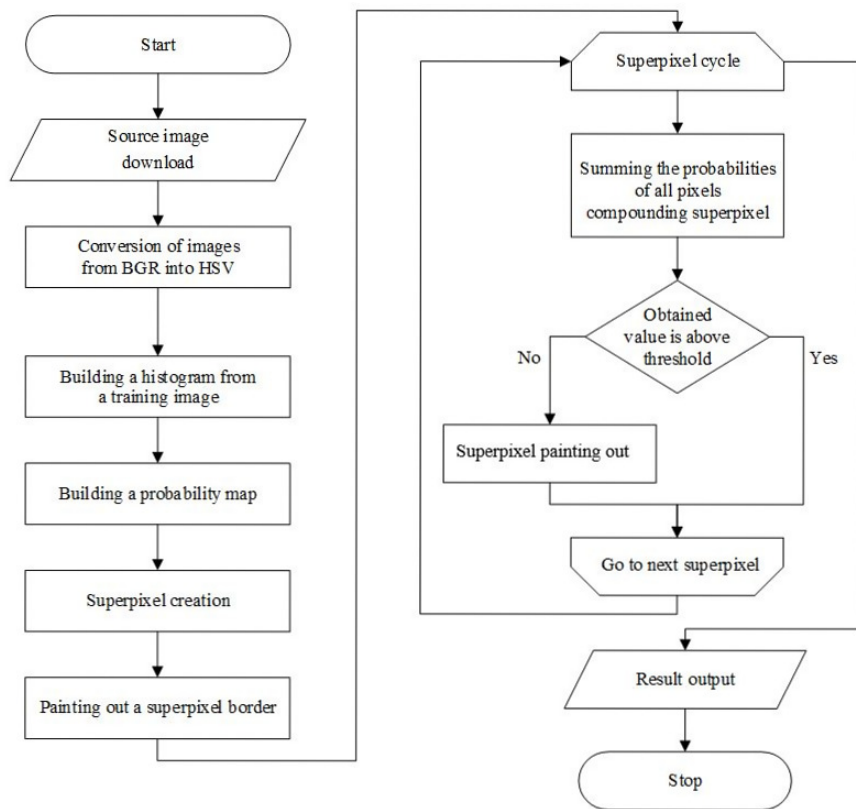 Start
Source image
download
Conversion of images
from BGR into HSV
Building a histogram from
a training image
Building a probability map
Superpixel creation
Painting out a superpixel border
Superpixel cycle
Summing the probabilities
of all pixels
compounding superpixel
Obtained
value is above
threshold
No
Yes
Superpixel painting out
Go to next superpixel
Result output
Stop